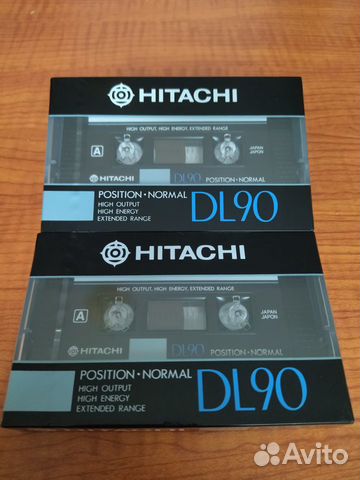 HITACHI
HIGH OUTPUT, HIGH ENERGY, EXTENDED RANGE
A
JAPAN
JAPON
HITACHI DL90 POSITION•NORMAL
POSITION•NORMAL
HIGH OUTPUT
HIGH ENERGY
EXTENDED RANGE
DL90
HITACHI
HIGH OUTPUT, HIGH ENERGY, EXTENDED RANGE
A
JAPAN
JAPON
HITACHI DL90 POSITION•NORMAL
POSITION•NORMAL
HIGH OUTPUT
HIGH ENERGY
EXTENDED RANGE
DL90
Avito